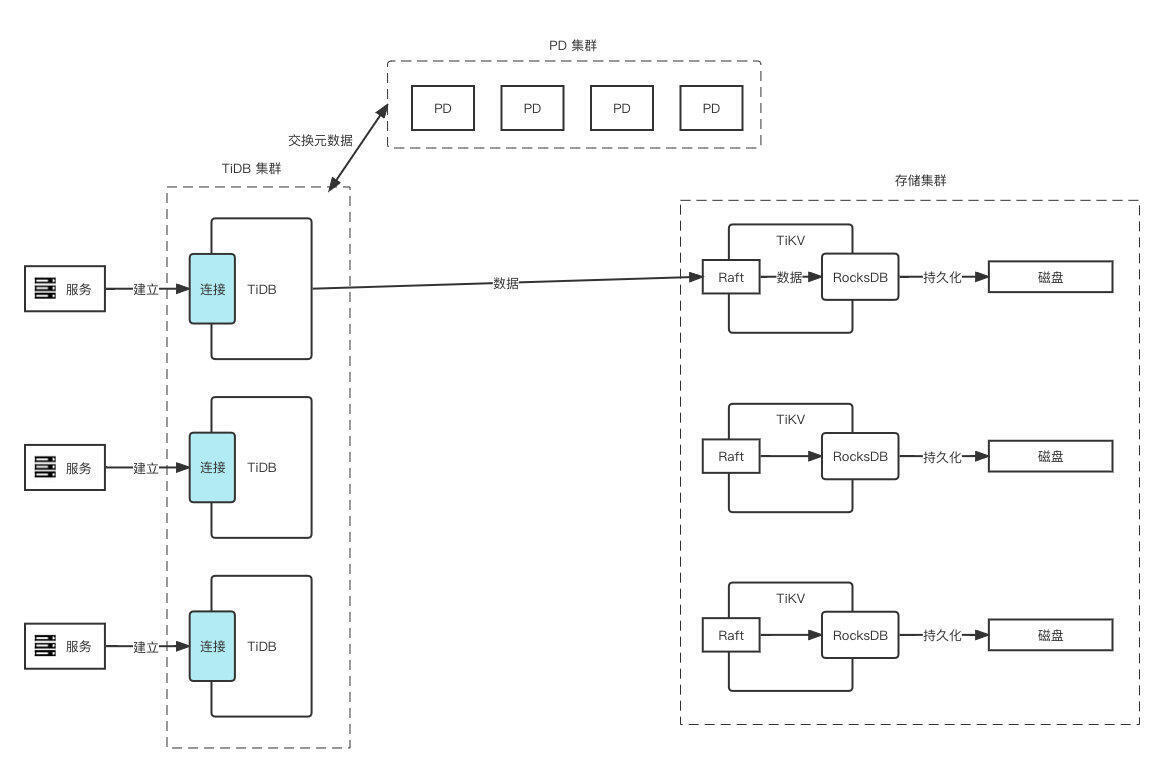 PD 集群
PD
PD
PD
PD
交换元数据
TiDB 集群
存储集群
服务
建立
连接
TiDB
数据
TiKV
Raft
数据
RocksDB
持久化
磁盘
服务
建立
连接
TiDB
TiKV
Raft
RocksDB
持久化
磁盘
服务
建立
连接
TiDB
TiKV
Raft
RocksDB
持久化
磁盘